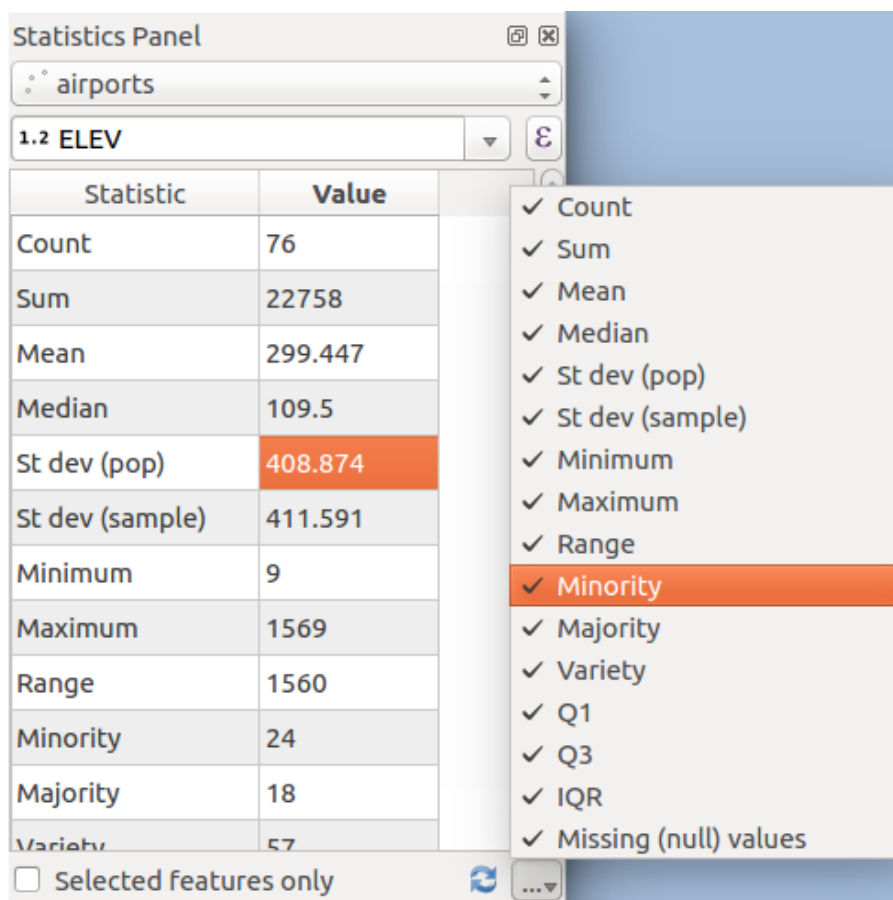 Statistics Panel
airports
1.2 ELEV ε
Statistic Value
Count 76
Sum 22758
Mean 299.447
Median 109.5
St dev (pop) 408.874
St dev (sample) 411.591
Minimum 9
Maximum 1569
Range 1560
Minority 24
Majority 18
Variety 57
Selected features only ...
Count
Sum
Mean
Median
St dev (pop)
St dev (sample)
Minimum
Maximum
Range
Minority
Majority
Variety
Q1
Q3
IQR
Missing (null) values